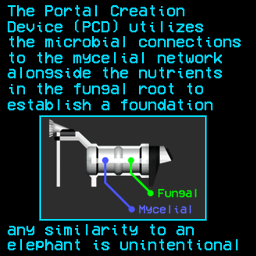 The Portal Creation
Device (PCD) utilizes
the microbial connections
to the mycelial network
alongside the nutrients
in the fungal root to
establish a foundation
Fungal
Mycelial
any similarity to an
elephant is unintentional